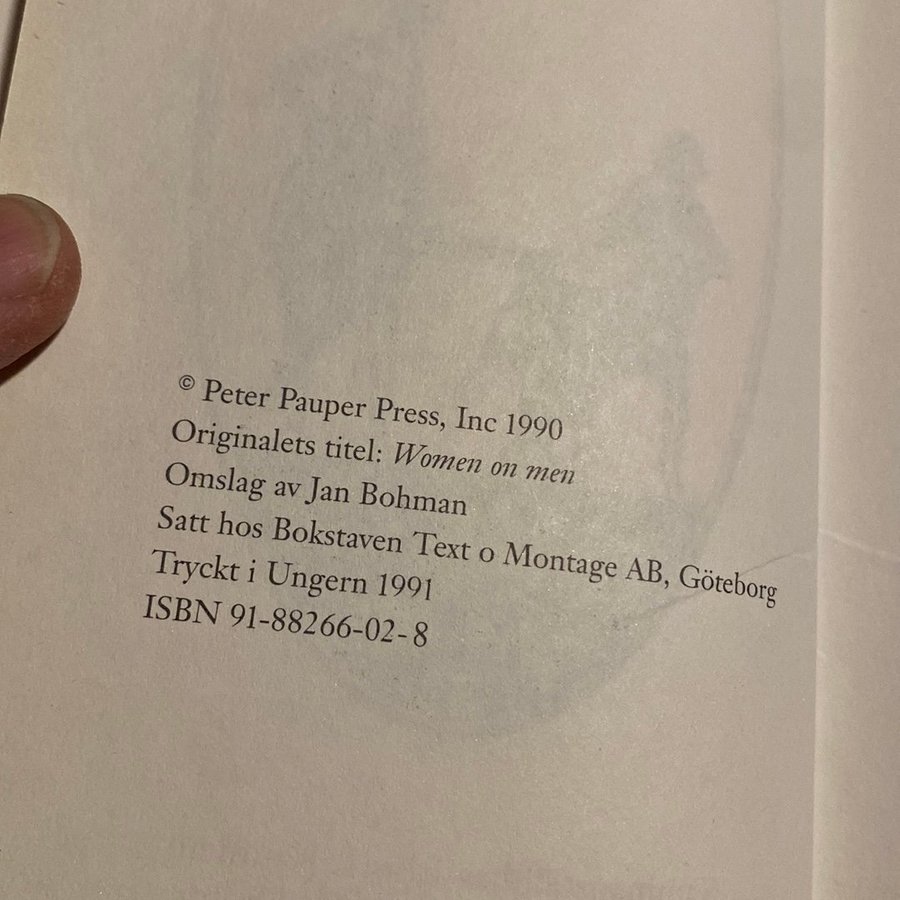 © Peter Pauper Press, Inc 1990
Originalets titel: Women on men
Omslag av Jan Bohman
Satt hos Bokstaven Text o Montage AB, Göteborg
Tryckt i Ungern 1991
ISBN 91-88266-02-8